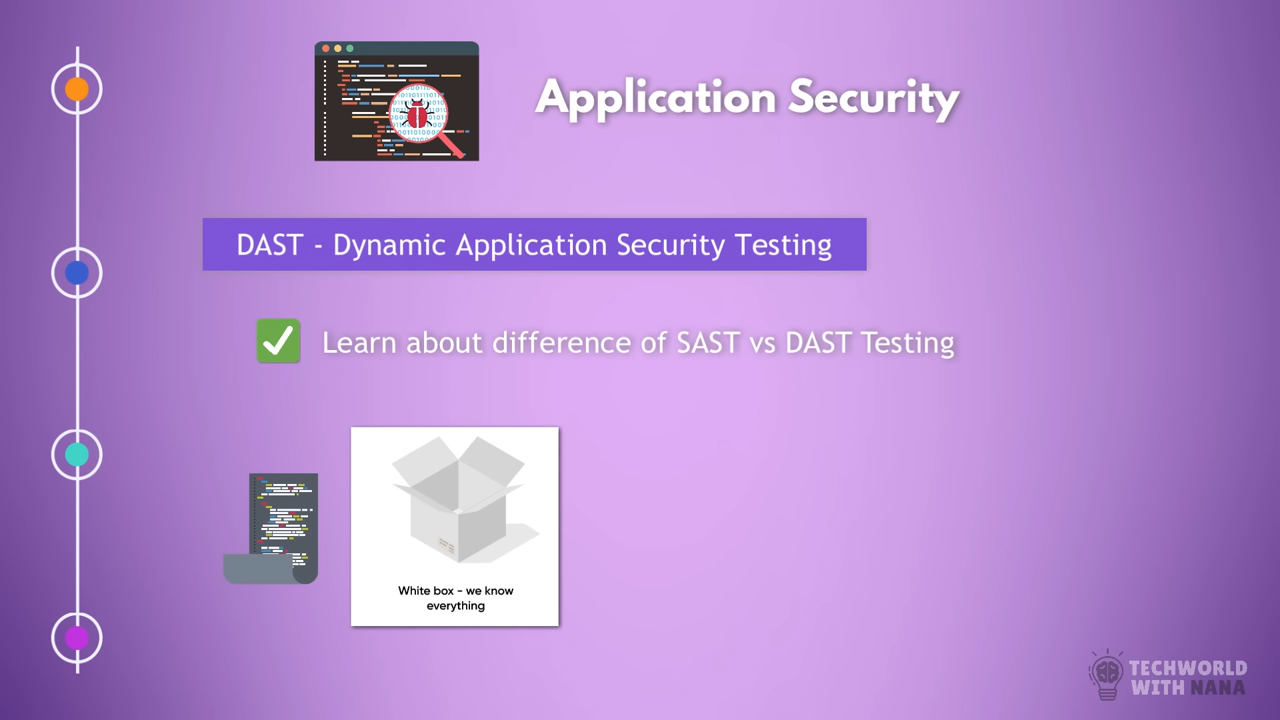 Application Security
DAST - Dynamic Application Security Testing
Learn about difference of SAST vs DAST Testing
White box - we know
everything
TECHWORLD
WITH NANA